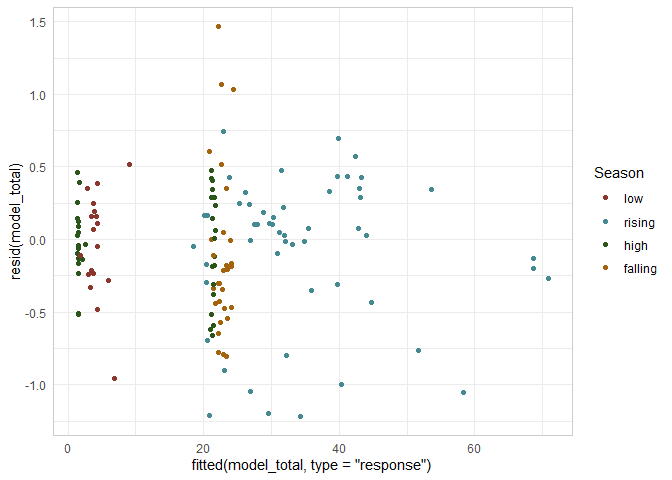 1.5
1.0
0.5
0.0
-0.5
-1.0
resid(model_total)
0
20
40
60
fitted(model_total, type = "response")
Season
low
rising
high
falling